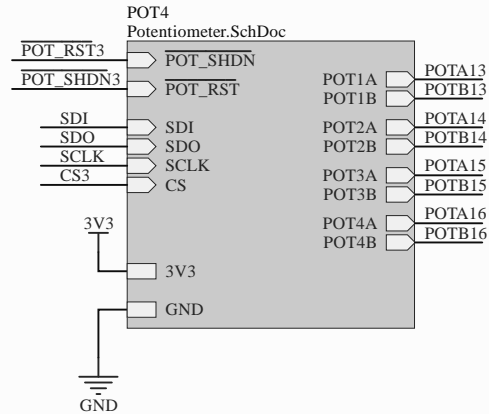 POT4
Potentiometer.SchDoc
POT_RST3
POT_SHDN
POT_SHDN3
POT_RST
SDI
SDI
SDO
SDO
SCLK
SCLK
CS3
CS
3V3
3V3
GND
GND
POT1A
POTA13
POT1B
POTB13
POT2A
POTA14
POT2B
POTB14
POT3A
POTA15
POT3B
POTB15
POT4A
POTA16
POT4B
POTB16